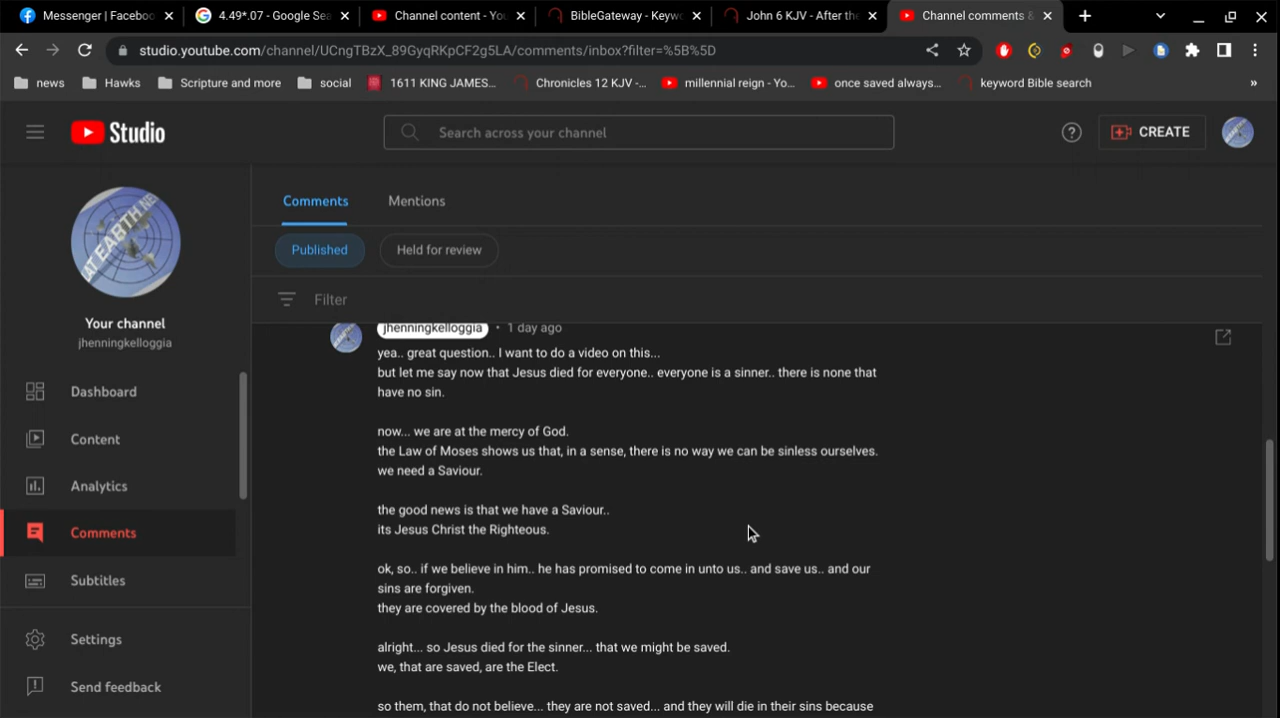 Messenger | Faceboo
4.49*.07 - Google Sea
Channel content - You
BibleGateway - Keyw
John 6 KJV - After the
Channel comments &
studio.youtube.com/channel/UCngTBzX_89GyqRKpCF2g5LA/comments/inbox?filter=%5B%5D
news
Hawks
Scripture and more
social
1611 KING JAMES...
Chronicles 12 KJV -...
millennial reign - Yo...
once saved always...
keyword Bible search
»
Studio
Search across your channel
CREATE
AT EARTH NE
Your channel
jhenningkelloggia
Dashboard
Content
Analytics
Comments
Subtitles
Settings
Send feedback
Comments
Mentions
Published
Held for review
Filter
jhenningkelloggia • 1 day ago
yea.. great question.. I want to do a video on this...
but let me say now that Jesus died for everyone.. everyone is a sinner.. there is none that
have no sin.
now... we are at the mercy of God.
the Law of Moses shows us that, in a sense, there is no way we can be sinless ourselves.
we need a Saviour.
the good news is that we have a Saviour..
its Jesus Christ the Righteous.
ok, so.. if we believe in him.. he has promised to come in unto us.. and save us.. and our
sins are forgiven.
they are covered by the blood of Jesus.
alright... so Jesus died for the sinner... that we might be saved.
we, that are saved, are the Elect.
so them, that do not believe... they are not saved... and they will die in their sins because